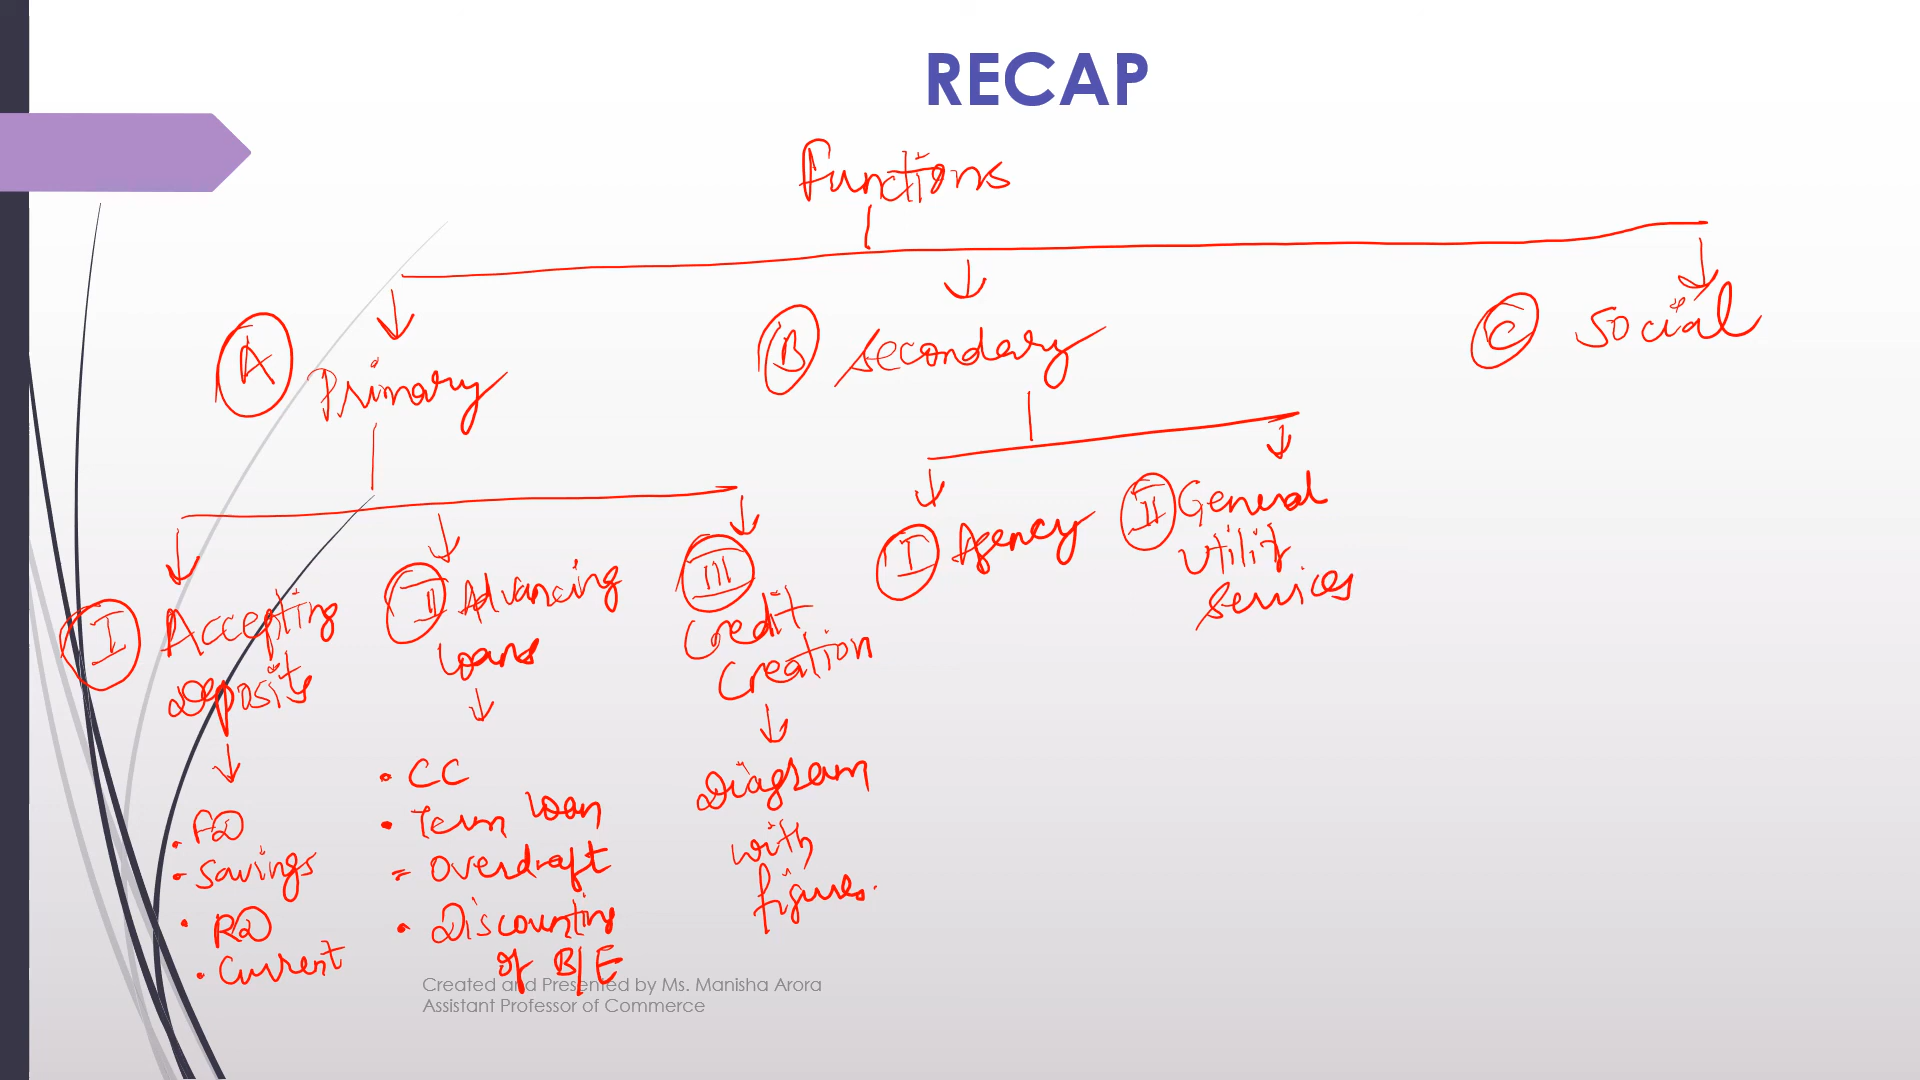 RECAP
Functions
A Primary
B Secondary
C Social
I Accepting
Deposits
II Advancing
loans
III
Credit
Creation
I Agency
II General
Utility
Services
• FD
• Savings
• RD
• Current
• CC
• Term loan
• Overdraft
• Discounting
of B/E
Diagram
with
figures.
Created and Presented by Ms. Manisha Arora
Assistant Professor of Commerce